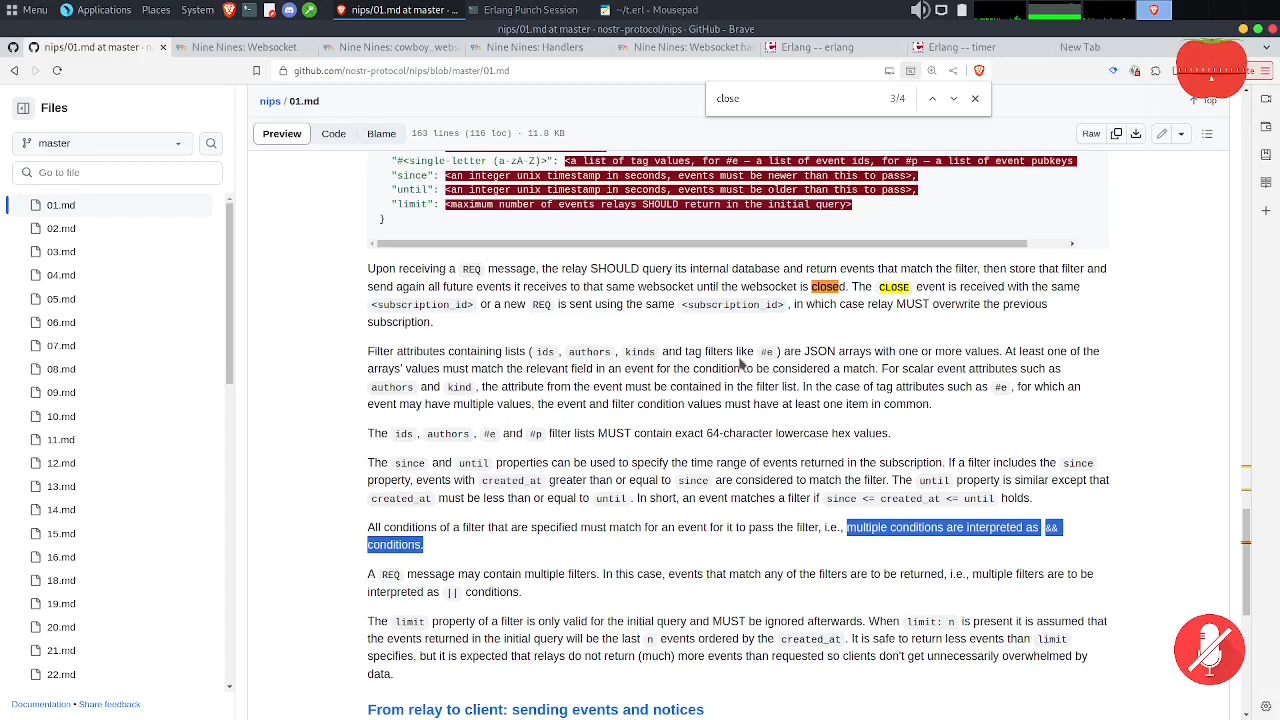 Menu Applications Places System nips/01.md at master · ... Erlang Punch Session ~/t.erl - Mousepad
nips/01.md at master · nostr-protocol/nips · GitHub - Brave
nips/01.md at master · n Nine Nines: Websocket Nine Nines: cowboy_webs Nine Nines: Handlers Nine Nines: Websocket ha Erlang -- erlang Erlang -- timer New Tab
github.com/nostr-protocol/nips/blob/master/01.md
close 3/4
Files
nips / 01.md
Top
master
Preview Code Blame 163 lines (116 loc) · 11.8 KB Raw
Go to file
01.md
02.md
03.md
04.md
05.md
06.md
07.md
08.md
09.md
10.md
11.md
12.md
13.md
14.md
15.md
16.md
18.md
19.md
20.md
21.md
22.md
Documentation • Share feedback
"#<single-letter (a-zA-Z)>": <a list of tag values, for #e — a list of event ids, for #p — a list of event pubkeys
"since": <an integer unix timestamp in seconds, events must be newer than this to pass>,
"until": <an integer unix timestamp in seconds, events must be older than this to pass>,
"limit": <maximum number of events relays SHOULD return in the initial query>
}
Upon receiving a REQ message, the relay SHOULD query its internal database and return events that match the filter, then store that filter and
send again all future events it receives to that same websocket until the websocket is closed. The CLOSE event is received with the same
<subscription_id> or a new REQ is sent using the same <subscription_id>, in which case relay MUST overwrite the previous
subscription.
Filter attributes containing lists ( ids , authors , kinds and tag filters like #e ) are JSON arrays with one or more values. At least one of the
arrays' values must match the relevant field in an event for the condition to be considered a match. For scalar event attributes such as
authors and kind , the attribute from the event must be contained in the filter list. In the case of tag attributes such as #e , for which an
event may have multiple values, the event and filter condition values must have at least one item in common.
The ids , authors , #e and #p filter lists MUST contain exact 64-character lowercase hex values.
The since and until properties can be used to specify the time range of events returned in the subscription. If a filter includes the since
property, events with created_at greater than or equal to since are considered to match the filter. The until property is similar except that
created_at must be less than or equal to until . In short, an event matches a filter if since <= created_at <= until holds.
All conditions of a filter that are specified must match for an event for it to pass the filter, i.e., multiple conditions are interpreted as &&
conditions.
A REQ message may contain multiple filters. In this case, events that match any of the filters are to be returned, i.e., multiple filters are to be
interpreted as || conditions.
The limit property of a filter is only valid for the initial query and MUST be ignored afterwards. When limit: n is present it is assumed that
the events returned in the initial query will be the last n events ordered by the created_at . It is safe to return less events than limit
specifies, but it is expected that relays do not return (much) more events than requested so clients don't get unnecessarily overwhelmed by
data.
From relay to client: sending events and notices